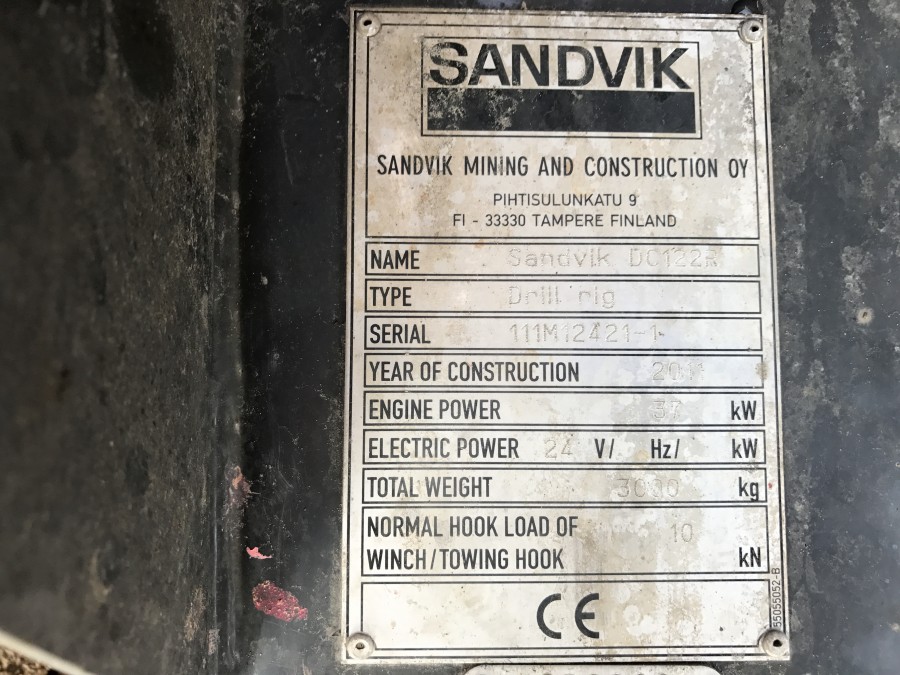 SANDVIK
SANDVIK MINING AND CONSTRUCTION OY
PIHTISULUNKATU 9
FI - 33330 TAMPERE FINLAND
NAME Sandvik DC122R
TYPE Drill rig
SERIAL 111M12421-1
YEAR OF CONSTRUCTION
ENGINE POWER 37 kW
ELECTRIC POWER 24 V/ Hz/ kW
TOTAL WEIGHT kg
NORMAL HOOK LOAD OF 10
WINCH/TOWING HOOK kN
CE
55055052-B